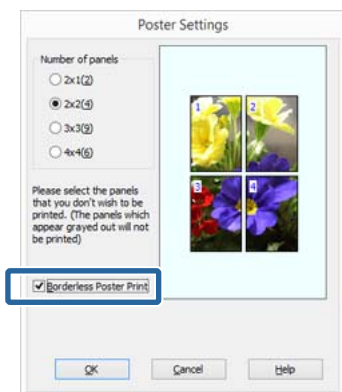 Poster Settings
Number of panels
2x1(2)
2x2(4)
3x3(9)
4x4(6)
Please select the panels
that you don't wish to be
printed. (The panels which
appear grayed out will not
be printed)
Borderless Poster Print
1
2
3
4
OK
Cancel
Help